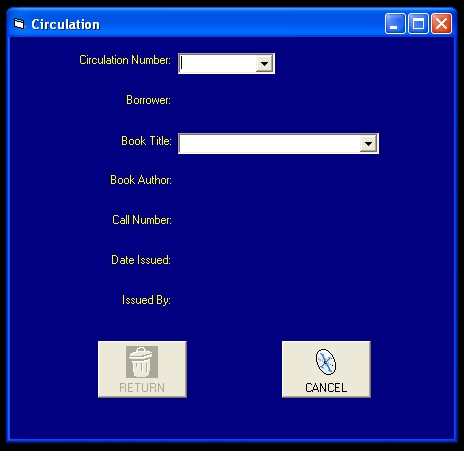 Circulation
Circulation Number:
Borrower:
Book Title:
Book Author:
Call Number:
Date Issued:
Issued By:
RETURN
CANCEL